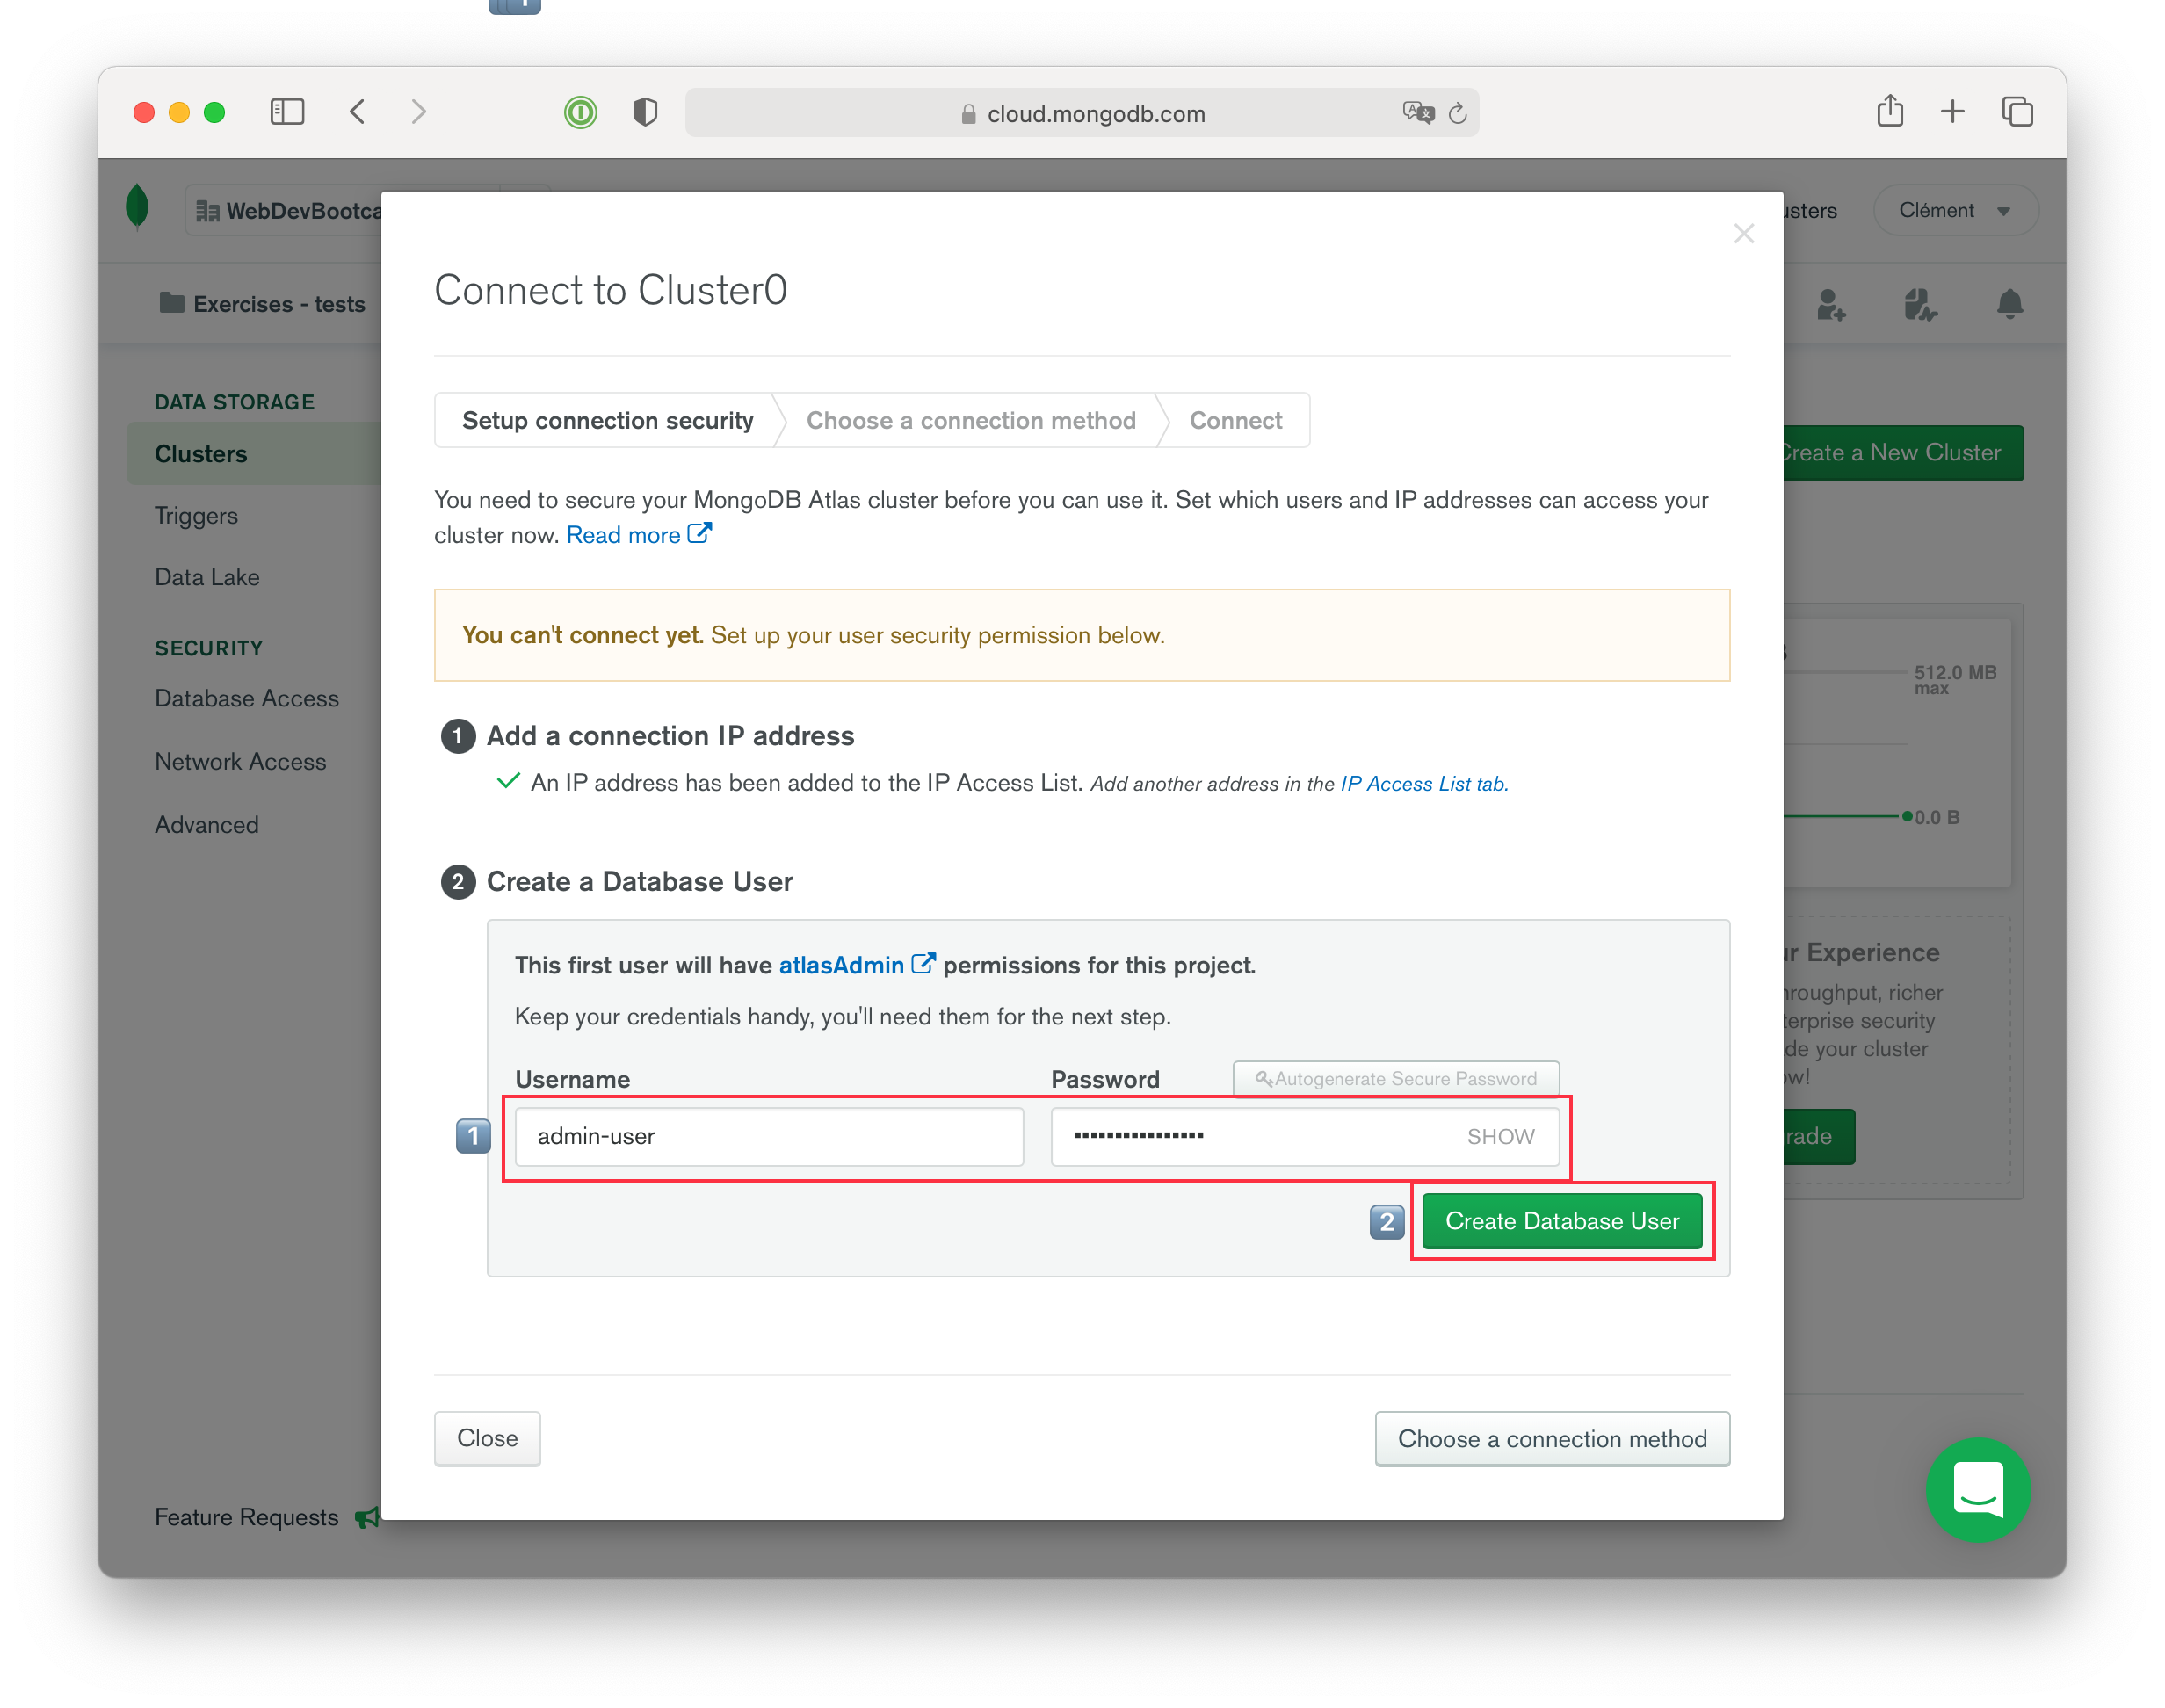 cloud.mongodb.com
WebDevBootca
usters
Clément
Exercises - tests
DATA STORAGE
Clusters
Triggers
Data Lake
SECURITY
Database Access
Network Access
Advanced
Feature Requests
Create a New Cluster
512.0 MB
max
0.0 B
ur Experience
hroughput, richer
terprise security
de your cluster
ow!
rade
Connect to Cluster0
Setup connection security
Choose a connection method
Connect
You need to secure your MongoDB Atlas cluster before you can use it. Set which users and IP addresses can access your
cluster now. Read more
You can't connect yet. Set up your user security permission below.
1 Add a connection IP address
An IP address has been added to the IP Access List. Add another address in the IP Access List tab.
2 Create a Database User
This first user will have atlasAdmin permissions for this project.
Keep your credentials handy, you'll need them for the next step.
Username
Password
Autogenerate Secure Password
1
admin-user
•••••••••••••••• SHOW
2
Create Database User
Close
Choose a connection method